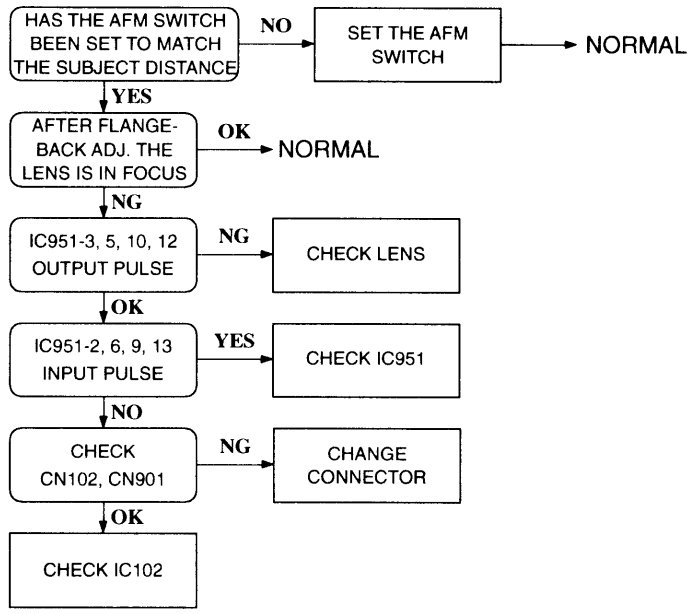 HAS THE AFM SWITCH
BEEN SET TO MATCH
THE SUBJECT DISTANCE
NO
SET THE AFM
SWITCH
NORMAL
YES
AFTER FLANGE-
BACK ADJ. THE
LENS IS IN FOCUS
OK
NORMAL
NG
IC951-3, 5, 10, 12
OUTPUT PULSE
NG
CHECK LENS
OK
IC951-2, 6, 9, 13
INPUT PULSE
YES
CHECK IC951
NO
CHECK
CN102, CN901
NG
CHANGE
CONNECTOR
OK
CHECK IC102